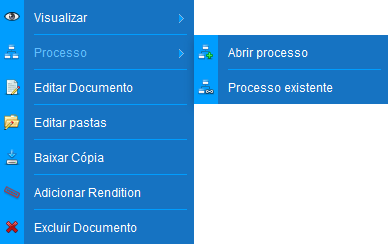 Visualizar
Processo
Abrir processo
Processo existente
Editar Documento
Editar pastas
Baixar Cópia
Adicionar Rendition
Excluir Documento